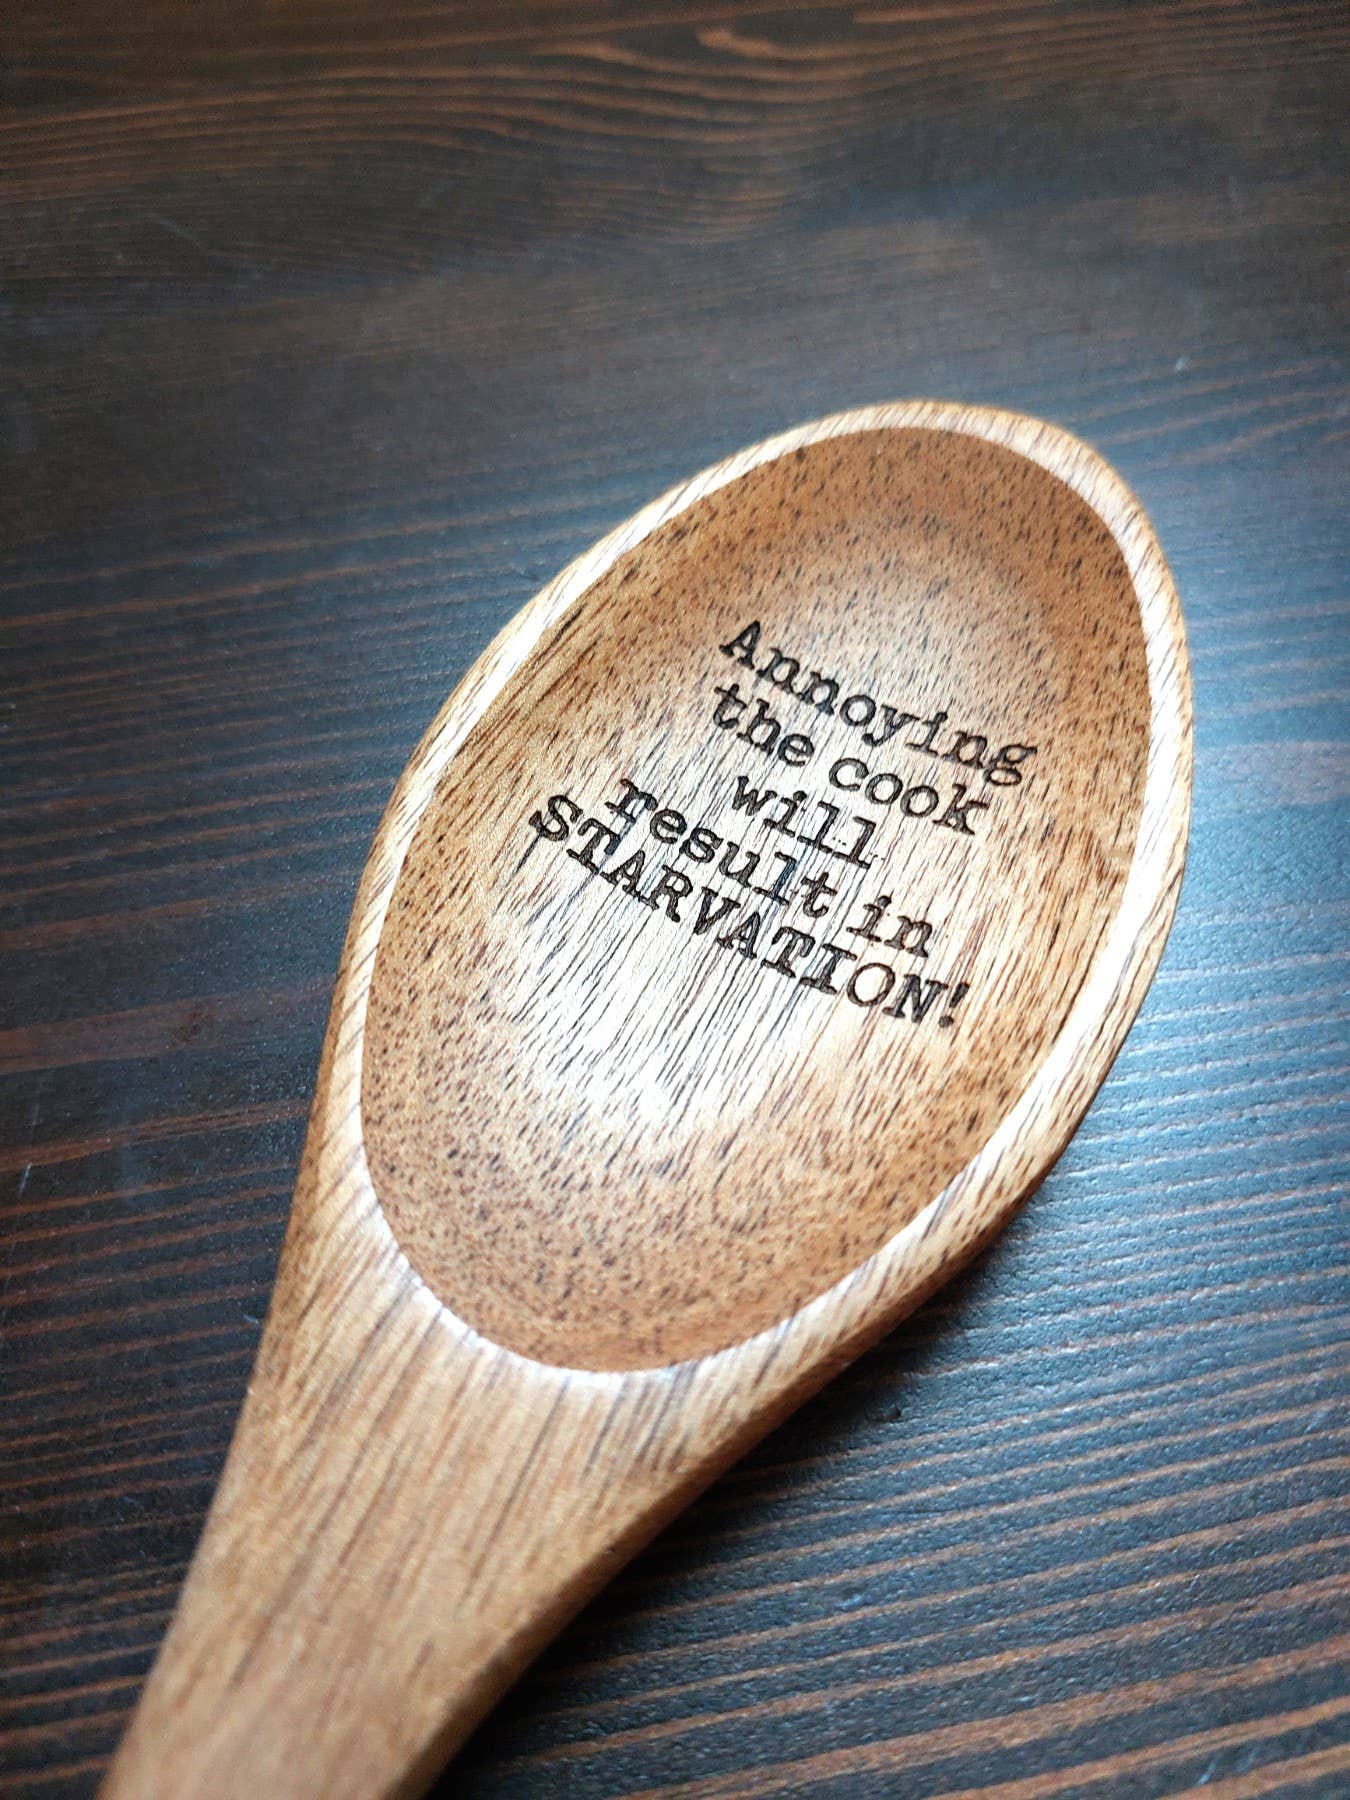 Annoying
the cook
will
result in
STARVATION!